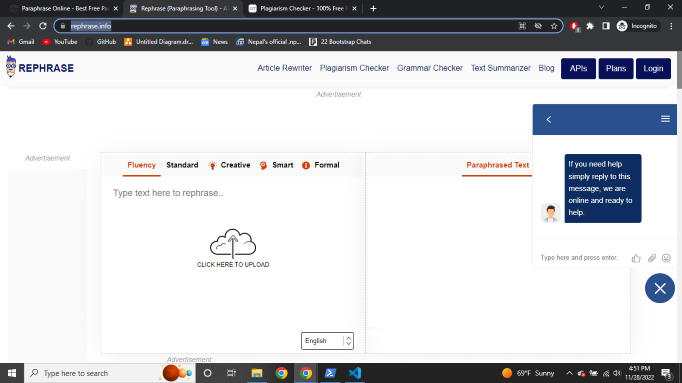 Paraphrase Online - Best Free Par
Rephrase (Paraphrasing Tool) - A
Plagiarism Checker - 100% Free
rephrase.info
Incognito
Gmail
YouTube
GitHub
Untitled Diagram.dr...
News
Nepal's official .np...
22 Bootstrap Chats
REPHRASE
Article Rewriter
Plagiarism Checker
Grammar Checker
Text Summarizer
Blog
APIs
Plans
Login
Advertisement
Advertisement
Fluency
Standard
Creative
Smart
Formal
Paraphrased Text
Type text here to rephrase..
CLICK HERE TO UPLOAD
English
If you need help
simply reply to this
message, we are
online and ready to
help.
Type here and press enter..
Advertisement
Type here to search
69°F Sunny
4:51 PM
11/28/2022